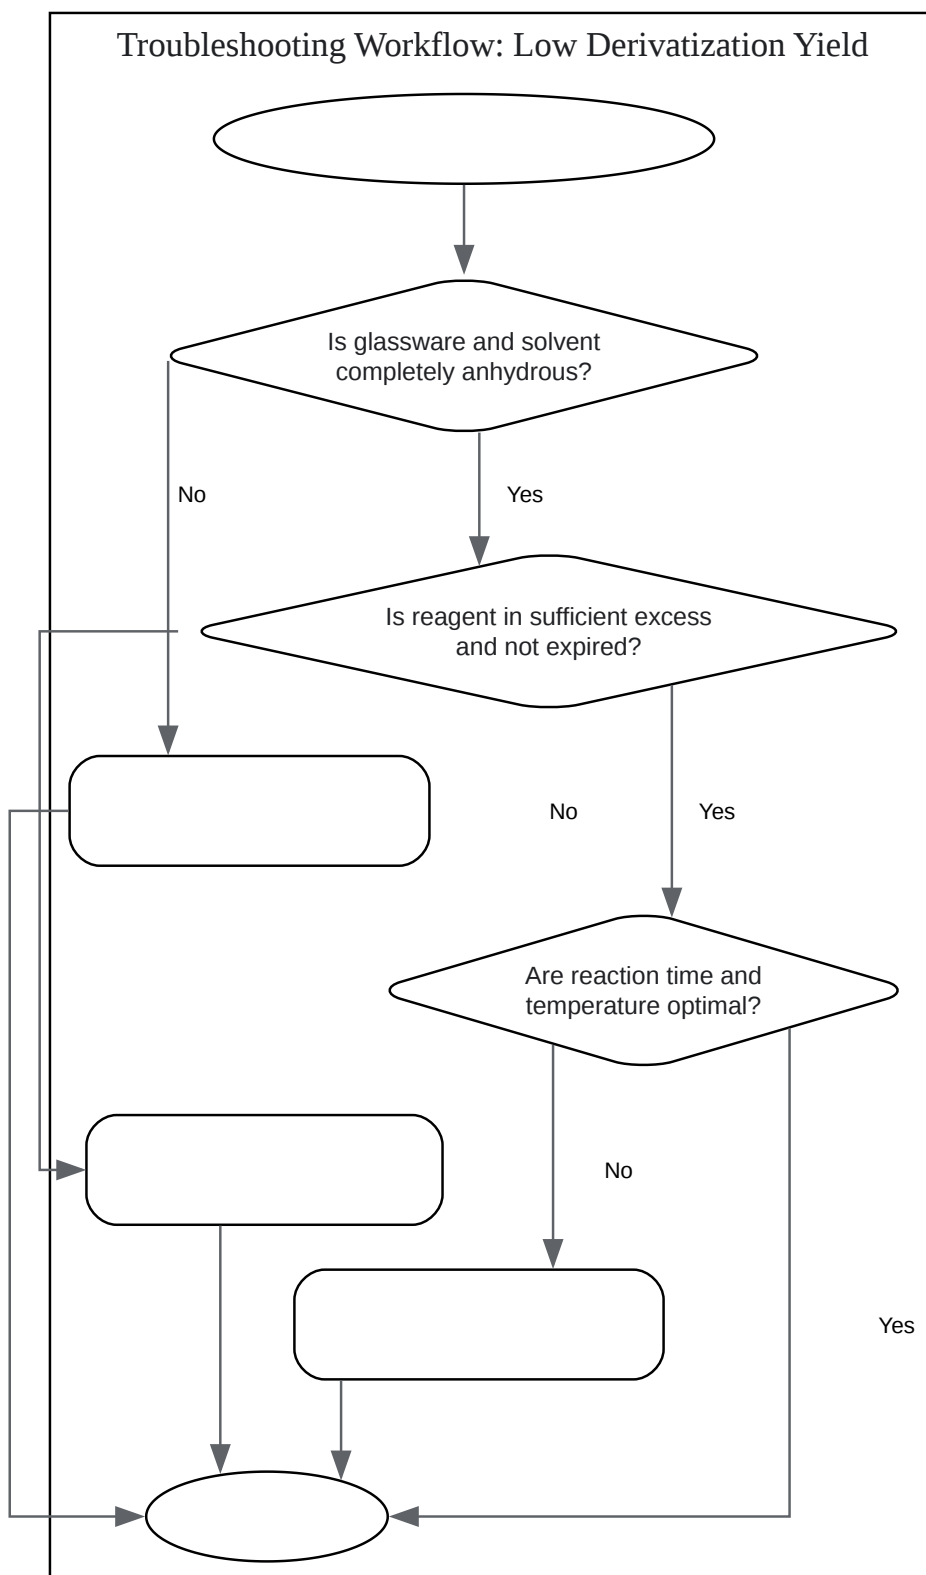 Troubleshooting Workflow: Low Derivatization Yield
Is glassware and solvent
completely anhydrous?
No
Yes
Is reagent in sufficient excess
and not expired?
No
Yes
Are reaction time and
temperature optimal?
No
Yes